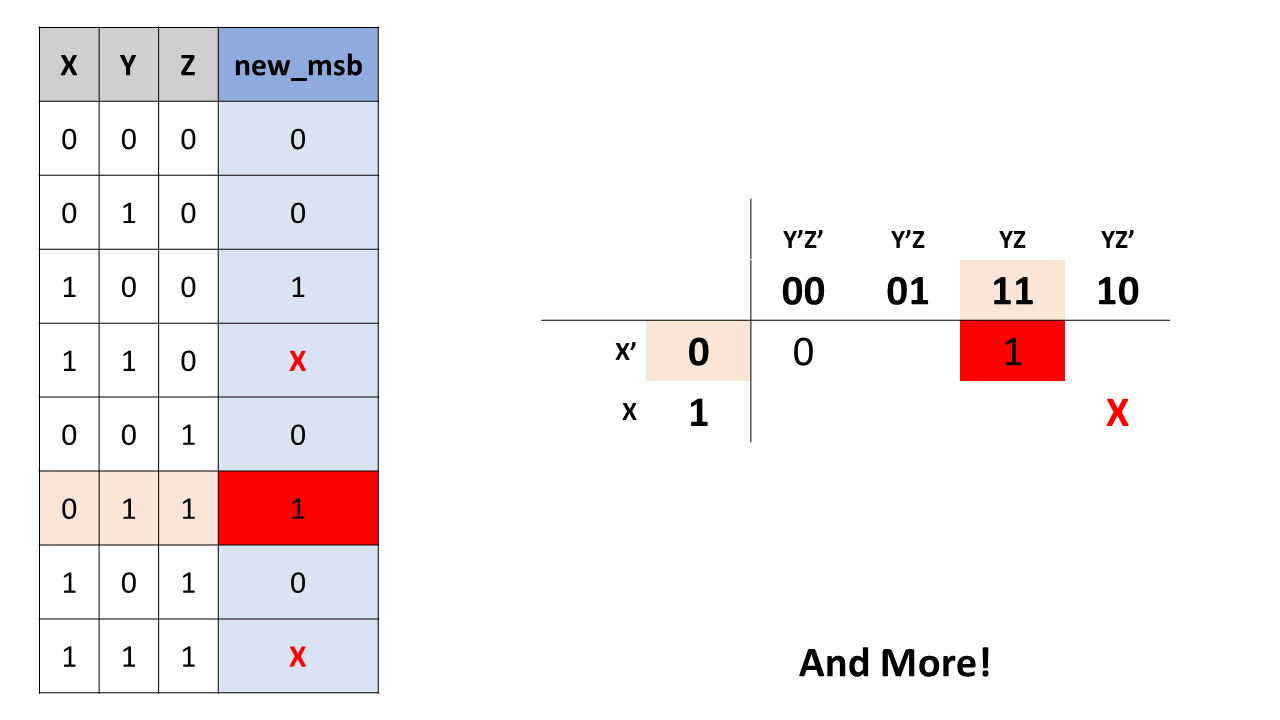 X Y Z new_msb
0 0 0 0
0 1 0 0
1 0 0 1
1 1 0 X
0 0 1 0
0 1 1 1
1 0 1 0
1 1 1 X
Y’Z’ Y’Z YZ YZ’
00 01 11 10
X’ 0 0 1
X 1 X
And More!